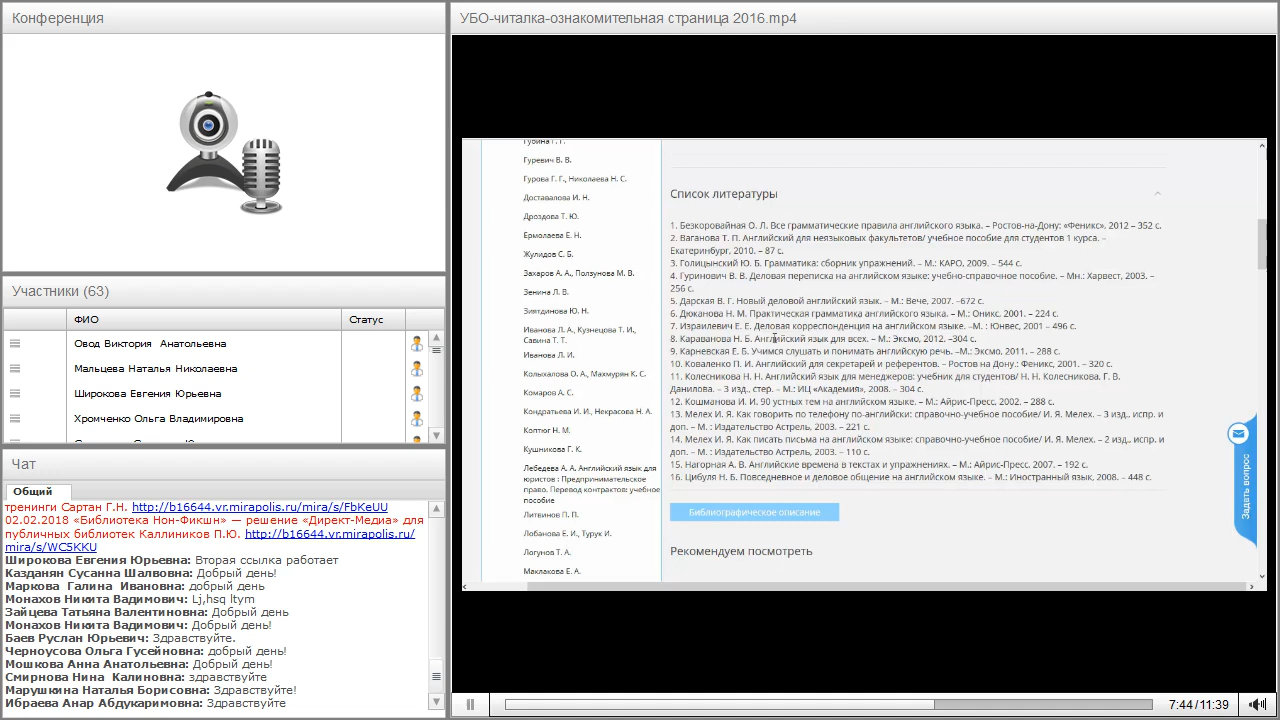 Конференция
Участники (63)
ФИО
Статус
Овод Виктория Анатольевна
Мальцева Наталья Николаевна
Широкова Евгения Юрьевна
Хромченко Ольга Владимировна
Чат
Общий
тренинги Сартан Г.Н. http://b16644.vr.mirapolis.ru/mira/s/FbKeUU
02.02.2018 «Библиотека Нон-Фикшн» — решение «Директ-Медиа» для
публичных библиотек Каллиников П.Ю. http://b16644.vr.mirapolis.ru/
mira/s/WC5KKU
Широкова Евгения Юрьевна: Вторая ссылка работает
Казданян Сусанна Шалвовна: Добрый день!
Маркова Галина Ивановна: добрый день
Монахов Никита Вадимович: Lj,hsq ltym
Зайцева Татьяна Валентиновна: Добрый день
Монахов Никита Вадимович: Добрый день!
Баев Руслан Юрьевич: Здравствуйте.
Черноусова Ольга Гусейновна: добрый день!
Мошкова Анна Анатольевна: Добрый день!
Смирнова Нина Калиновна: здравствуйте
Марушкина Наталья Борисовна: Здравствуйте!
Ибраева Анар Абдукаримовна: Здравствуйте
УБО-читалка-ознакомительная страница 2016.mp4
Губина Г. Г.
Гуревич В. В.
Гурова Г. Г., Николаева Н. С.
Доставалова И. Н.
Дроздова Т. Ю.
Ермолаева Е. Н.
Жулидов С. Б.
Захаров А. А., Ползунова М. В.
Зенина Л. В.
Зиятдинова Ю. Н.
Иванова Л. А., Кузнецова Т. И.,
Савина Т. Т.
Иванова Л. И.
Колыхалова О. А., Махмурян К. С.
Комаров А. С.
Кондратьева И. И., Некрасова Н. А.
Коптюг Н. М.
Кушникова Г. К.
Лебедева А. А. Английский язык для
юристов : Предпринимательское
право. Перевод контрактов: учебное
пособие
Литвинов П. П.
Лобанова Е. И., Турук И.
Логунов Т. А.
Маклакова Е. А.
Список литературы
1. Безкоровайная О. Л. Все грамматические правила английского языка. – Ростов-на-Дону: «Феникс», 2012 – 352 с.
2. Ваганова Т. П. Английский для неязыковых факультетов/ учебное пособие для студентов 1 курса. –
Екатеринбург, 2010. – 87 с.
3. Голицынский Ю. Б. Грамматика: сборник упражнений. – М.: КАРО, 2009. – 544 с.
4. Гуринович В. В. Деловая переписка на английском языке: учебно-справочное пособие. – Мн.: Харвест, 2003. –
256 с.
5. Дарская В. Г. Новый деловой английский язык. – М.: Вече, 2007. –672 с.
6. Дюканова Н. М. Практическая грамматика английского языка. – М.: Оникс, 2001. – 224 с.
7. Израилевич Е. Е. Деловая корреспонденция на английском языке. –М. : Юнвес, 2001 – 496 с.
8. Караванова Н. Б. Английский язык для всех. – М.: Эксмо, 2012. –304 с.
9. Карневская Е. Б. Учимся слушать и понимать английскую речь. –М.: Эксмо, 2011. – 288 с.
10. Коваленко П. И. Английский для секретарей и референтов. – Ростов на Дону.: Феникс, 2001. – 320 с.
11. Колесникова Н. Н. Английский язык для менеджеров: учебник для студентов/ Н. Н. Колесникова. Г. В.
Данилова. – 3 изд., стер. – М.: ИЦ «Академия», 2008. – 304 с.
12. Кошманова И. И. 90 устных тем на английском языке. – М.: Айрис-Пресс, 2002. – 288 с.
13. Мелех И. Я. Как говорить по телефону по-английски: справочно-учебное пособие/ И. Я. Мелех. – 3 изд., испр. и
доп. – М. : Издательство Астрель, 2003. – 221 с.
14. Мелех И. Я. Как писать письма на английском языке: справочно-учебное пособие/ И. Я. Мелех. – 2 изд., испр. и
доп. – М. : Издательство Астрель, 2003. – 110 с.
15. Нагорная А. В. Английские времена в текстах и упражнениях. – М.: Айрис-Пресс, 2007. – 192 с.
16. Цибуля Н. Б. Повседневное и деловое общение на английском языке. – М.: Иностранный язык, 2008. – 448 с.
Библиографическое описание
Рекомендуем посмотреть
Задать вопрос
7:44 / 11:39